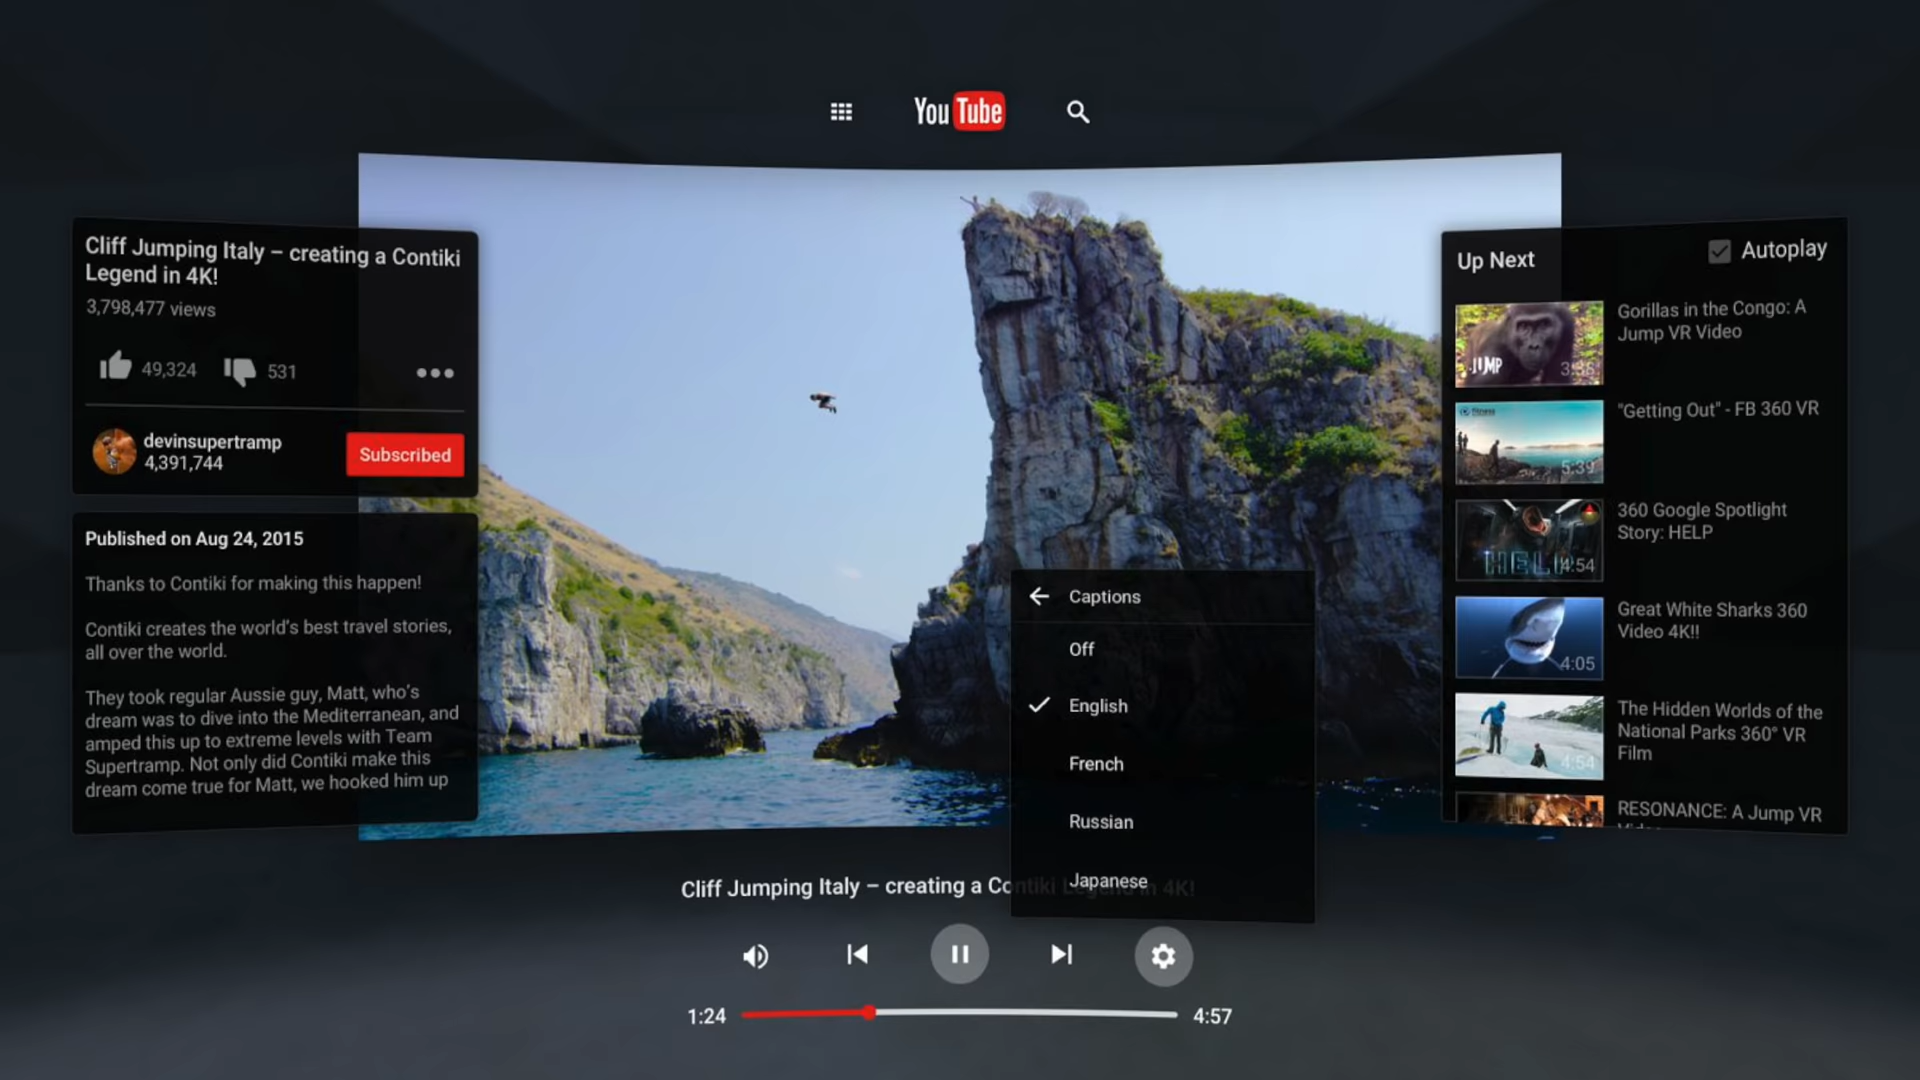 YouTube
Cliff Jumping Italy – creating a Contiki
Legend in 4K!
3,798,477 views
49,324
531
devinsupertramp
4,391,744
Subscribed
Published on Aug 24, 2015
Thanks to Contiki for making this happen!
Contiki creates the world's best travel stories,
all over the world.
They took regular Aussie guy, Matt, who's
dream was to dive into the Mediterranean, and
amped this up to extreme levels with Team
Supertramp. Not only did Contiki make this
dream come true for Matt, we hooked him up
Captions
Off
English
French
Russian
Japanese
Up Next
Autoplay
JUMP
Gorillas in the Congo: A
Jump VR Video
"Getting Out" - FB 360 VR
5:39
360 Google Spotlight
Story: HELP
HELP
4:54
Great White Sharks 360
Video 4K!!
4:05
The Hidden Worlds of the
National Parks 360° VR
Film
4:54
RESONANCE: A Jump VR
Cliff Jumping Italy – creating a Contiki Legend in 4K!
1:24
4:57